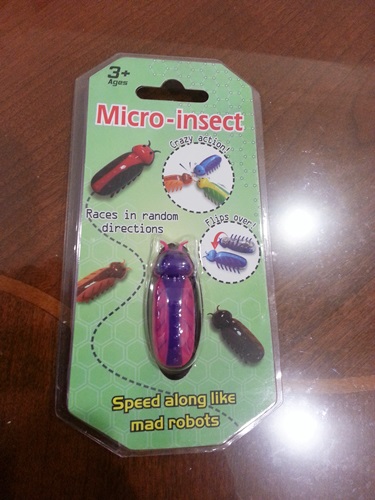 3+
Ages
Micro-insect
Crazy action!
Races in random
directions
Flips over!
Speed along like
mad robots